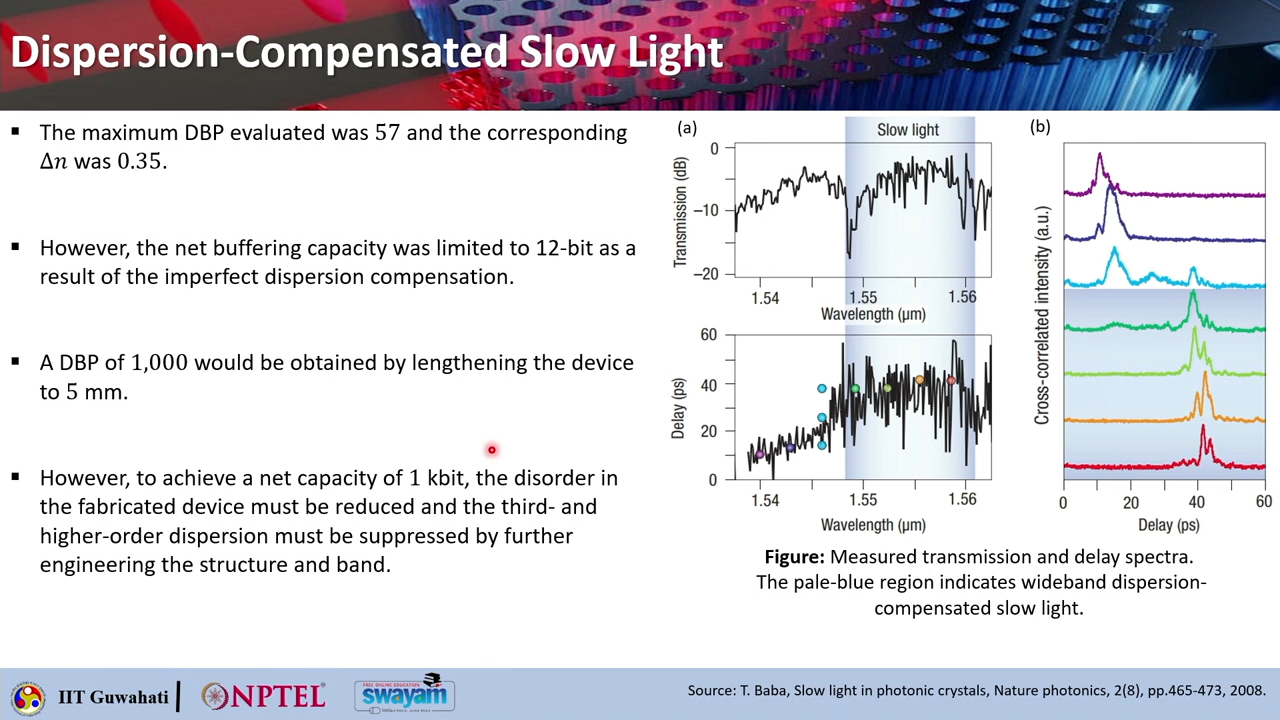 Dispersion-Compensated Slow Light
▪ The maximum DBP evaluated was 57 and the corresponding
Δn was 0.35.
▪ However, the net buffering capacity was limited to 12-bit as a
result of the imperfect dispersion compensation.
▪ A DBP of 1,000 would be obtained by lengthening the device
to 5 mm.
▪ However, to achieve a net capacity of 1 kbit, the disorder in
the fabricated device must be reduced and the third- and
higher-order dispersion must be suppressed by further
engineering the structure and band.
(a)
Slow light
Transmission (dB)
0
−10
−20
1.54 1.55 1.56
Wavelength (µm)
Delay (ps)
60
40
20
0
1.54 1.55 1.56
Wavelength (µm)
(b)
Cross-correlated intensity (a.u.)
0 20 40 60
Delay (ps)
Figure: Measured transmission and delay spectra.
The pale-blue region indicates wideband dispersion-
compensated slow light.
IIT Guwahati
NPTEL
FREE ONLINE EDUCATION
swayam
Source: T. Baba, Slow light in photonic crystals, Nature photonics, 2(8), pp.465-473, 2008.